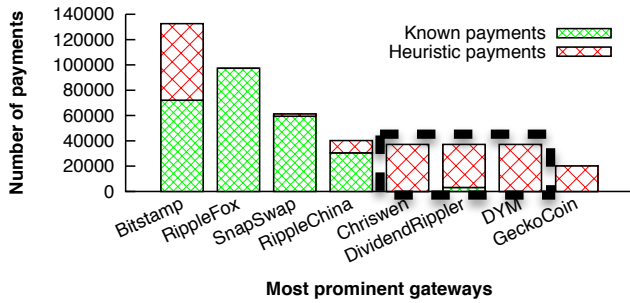 Number of payments
140000
120000
100000
80000
60000
40000
20000
0
Known payments
Heuristic payments
Bitstamp
RippleFox
SnapSwap
RippleChina
Chriswen
DividendRippler
DYM
GeckoCoin
Most prominent gateways